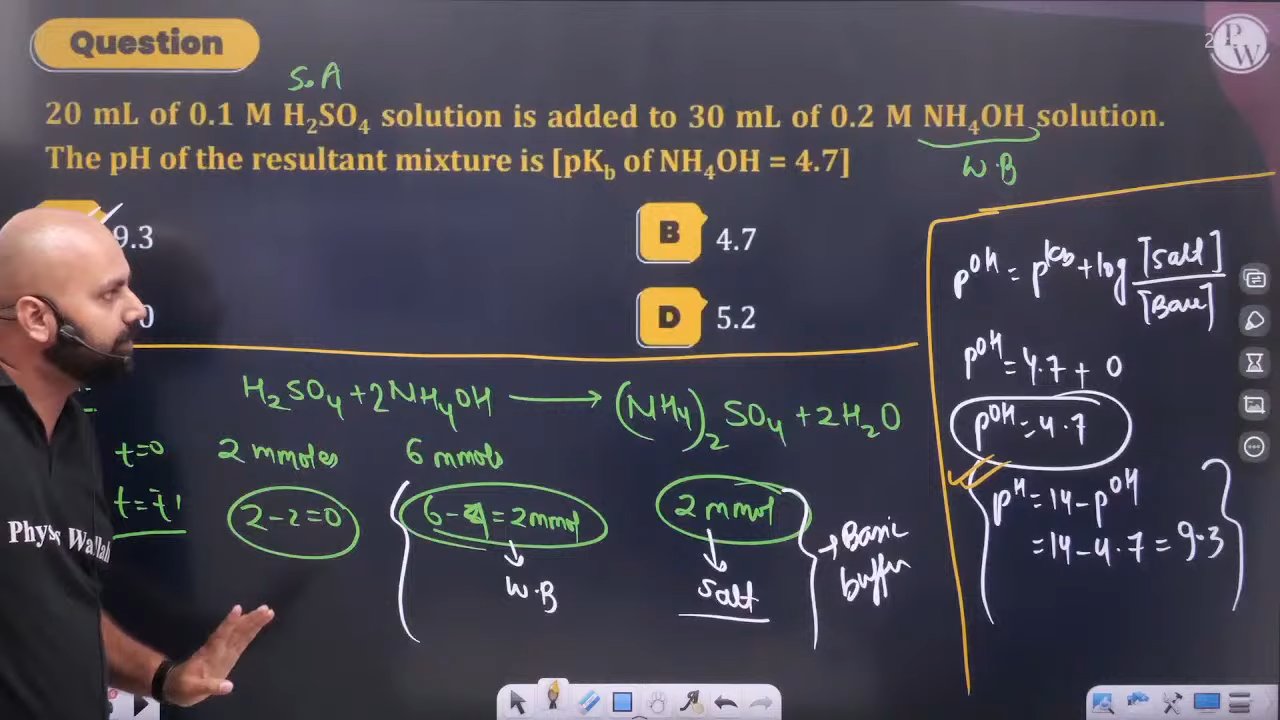 Question
PW
2
S.A
20 mL of 0.1 M H₂SO₄ solution is added to 30 mL of 0.2 M NH₄OH solution.
W.B
The pH of the resultant mixture is [pKb of NH₄OH = 4.7]
9.3
B 4.7
0
D 5.2
H₂SO₄ + 2NH₄OH ⟶ (NH₄)₂SO₄ + 2H₂O
t=0 2 mmoles 6 mmols
2-2=0 6-4=2mmol 2 mmol
W.B Salt
→ Basic
buffer
pOH = pKb + log [Salt]/[Base]
pOH = 4.7 + 0
pOH = 4.7
pH = 14 - pOH
= 14 - 4.7 = 9.3